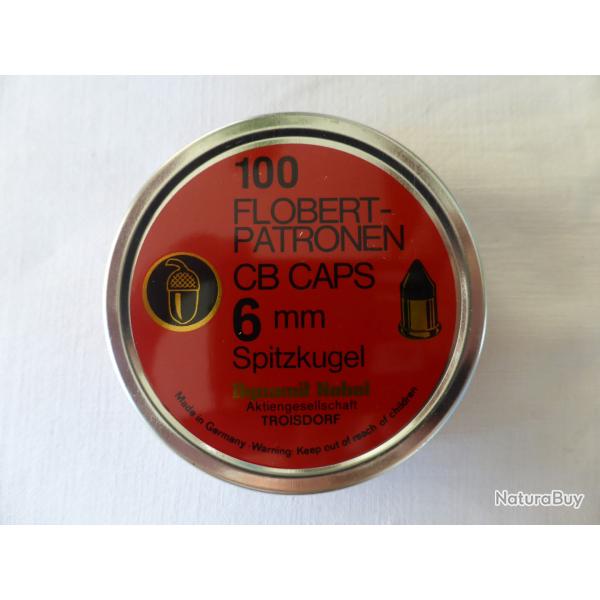 100
FLOBERT-
PATRONEN
CB CAPS
6 mm
Spitzkugel
Dynamit Nobel
Aktiengesellschaft
TROISDORF
Made in Germany · Warning: Keep out of reach of children
NaturaBuy